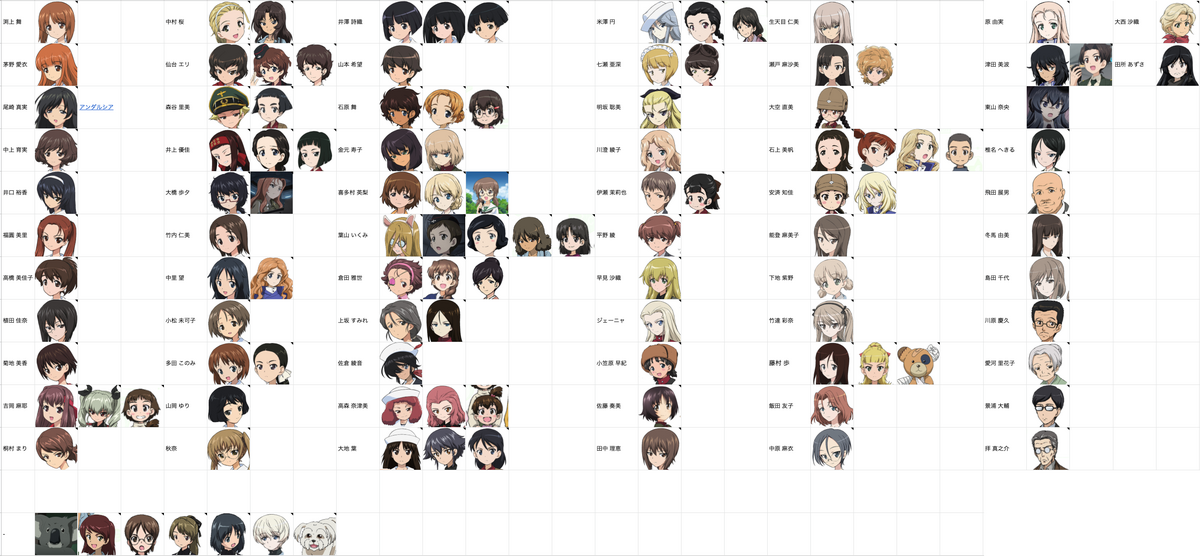 渕上 舞
中村 桜
井澤 詩織
米澤 円
生天目 仁美
原 由実
大西 沙織
茅野 愛衣
仙台 エリ
山本 希望
七瀬 亜深
瀬戸 麻沙美
津田 美波
田所 あずさ
尾崎 真実
アンダルシア
森谷 里美
石原 舞
明坂 聡美
大空 直美
東山 奈央
中上 育実
井上 優佳
金元 寿子
川澄 綾子
石上 美帆
椎名 へきる
井口 裕香
大橋 歩夕
喜多村 英梨
伊瀬 茉莉也
安済 知佳
飛田 展男
福圓 美里
竹内 仁美
葉山 いくみ
平野 綾
能登 麻美子
冬馬 由美
高橋 美佳子
中里 望
倉田 雅世
早見 沙織
下地 紫野
島田 千代
植田 佳奈
小松 未可子
上坂 すみれ
ジェーニャ
竹達 彩奈
川原 慶久
菊地 美香
多田 このみ
佐倉 綾音
小笠原 早紀
藤村 歩
愛河 里花子
吉岡 麻耶
山岡 ゆり
高森 奈津美
佐藤 奏美
飯田 友子
景浦 大輔
桐村 まり
秋奈
大地 葉
田中 理恵
中原 麻衣
拝 真之介